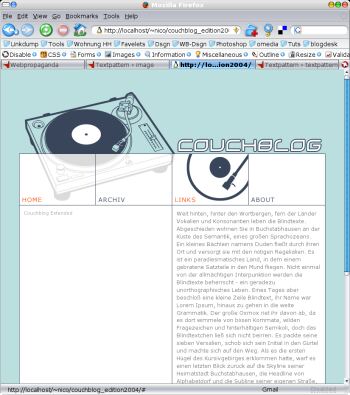 Mozilla Firefox
File Edit View Go Bookmarks Tools Help
http://localhost/~nico/couchblog_edition200
Linkdump Tools Wohnung HH Favelets Dsgn WB-Dsgn Photoshop omedia Tuts blogdesk
Disable CSS Forms Images Information Miscellaneous Outline Resize Valida
Webpropaganda Textpattern › image http://lo...ion2004/ Textpattern › textpattern
COUCHBLOG
HOME ARCHIV LINKS ABOUT
Couchblog Extended
Weit hinten, hinter den Wortbergen, fern der Länder
Vokalien und Konsonantien leben die Blindtexte.
Abgeschieden wohnen Sie in Buchstabhausen an der
Küste des Semantik, eines großen Sprachozeans.
Ein kleines Bächlein namens Duden fließt durch ihren
Ort und versorgt sie mit den nötigen Regelialien. Es
ist ein paradiesmatisches Land, in dem einem
gebratene Satzteile in den Mund fliegen. Nicht einmal
von der allmächtigen Interpunktion werden die
Blindtexte beherrscht - ein geradezu
unorthographisches Leben. Eines Tages aber
beschloß eine kleine Zeile Blindtext, ihr Name war
Lorem Ipsum, hinaus zu gehen in die weite
Grammatik. Der große Oxmox riet ihr davon ab, da
es dort wimmele von bösen Kommata, wilden
Fragezeichen und hinterhältigen Semikoli, doch das
Blindtextchen ließ sich nicht beirren. Es packte seine
sieben Versalien, schob sich sein Initial in den Gürtel
und machte sich auf den Weg. Als es die ersten
Hügel des Kursivgebirges erklommen hatte, warf es
einen letzten Blick zurück auf die Skyline seiner
Heimatstadt Buchstabhausen, die Headline von
Alphabetdorf und die Subline seiner eigenen Straße,
http://localhost/~nico/couchblog_edition2004/# Gmail